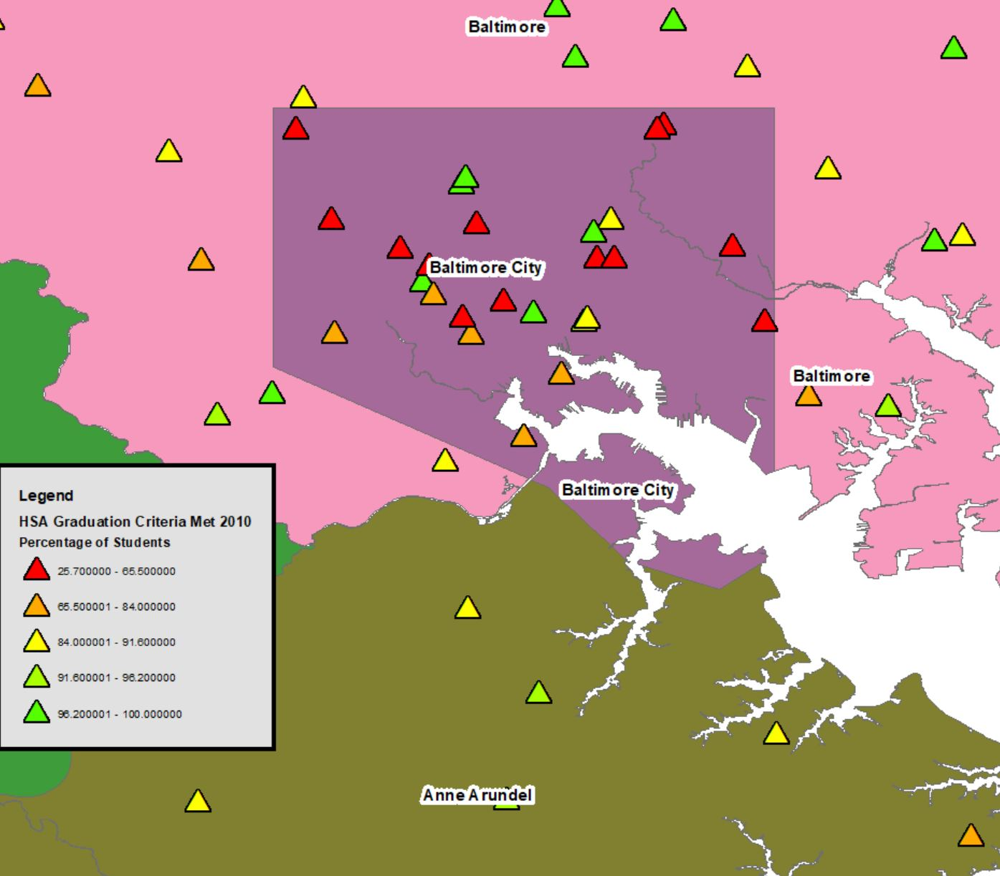 Baltimore
Baltimore City
Baltimore
Baltimore City
Legend
HSA Graduation Criteria Met 2010
Percentage of Students
25.700000 - 65.500000
65.500001 - 84.000000
84.000001 - 91.600000
91.600001 - 96.200000
96.200001 - 100.000000
Anne Arundel